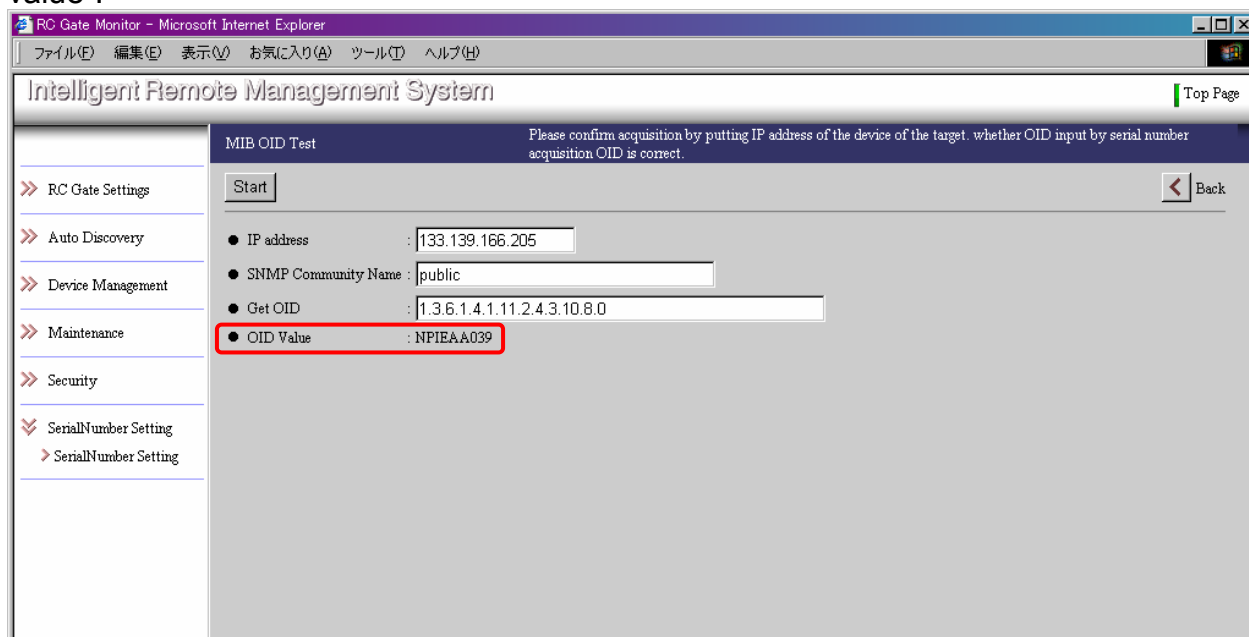 RC Gate Monitor - Microsoft Internet Explorer
ファイル(F) 編集(E) 表示(V) お気に入り(A) ツール(T) ヘルプ(H)
Intelligent Remote Management System
Top Page
MIB OID Test
Please confirm acquisition by putting IP address of the device of the target. whether OID input by serial number
acquisition OID is correct.
Start
Back
RC Gate Settings
Auto Discovery
Device Management
Maintenance
Security
SerialNumber Setting
SerialNumber Setting
● IP address : 133.139.166.205
● SNMP Community Name : public
● Get OID : 1.3.6.1.4.1.11.2.4.3.10.8.0
● OID Value : NPIEAA039